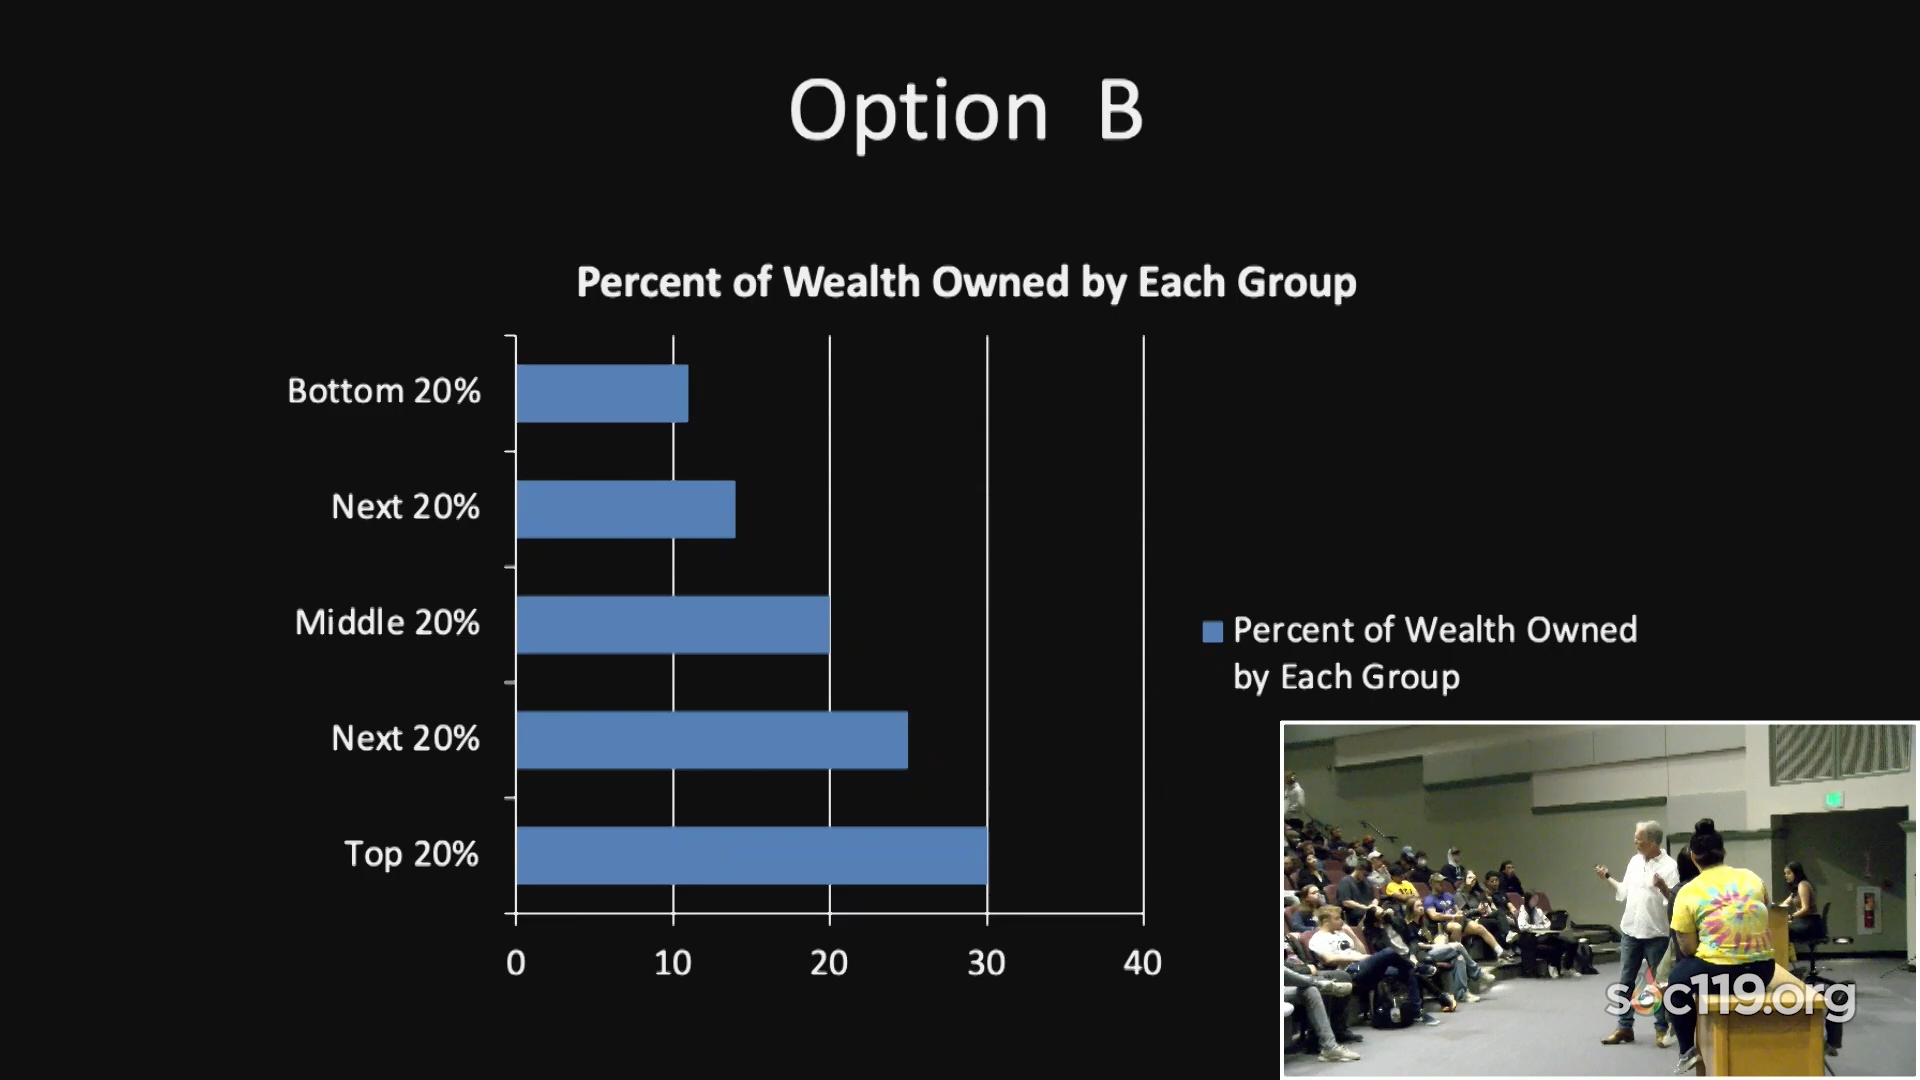 Option B
Percent of Wealth Owned by Each Group
Bottom 20%
Next 20%
Middle 20%
Next 20%
Top 20%
0 10 20 30 40
Percent of Wealth Owned
by Each Group
soc119.org